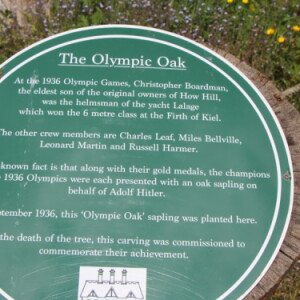 The Olympic Oak
At the 1936 Olympic Games, Christopher Boardman,
the eldest son of the original owners of How Hill,
was the helmsman of the yacht Lalage
which won the 6 metre class at the Firth of Kiel.
The other crew members are Charles Leaf, Miles Bellville,
Leonard Martin and Russell Harmer.
known fact is that along with their gold medals, the champions
1936 Olympics were each presented with an oak sapling on
behalf of Adolf Hitler.
1936, this 'Olympic Oak' sapling was planted here.
the death of the tree, this carving was commissioned to
commemorate their achievement.